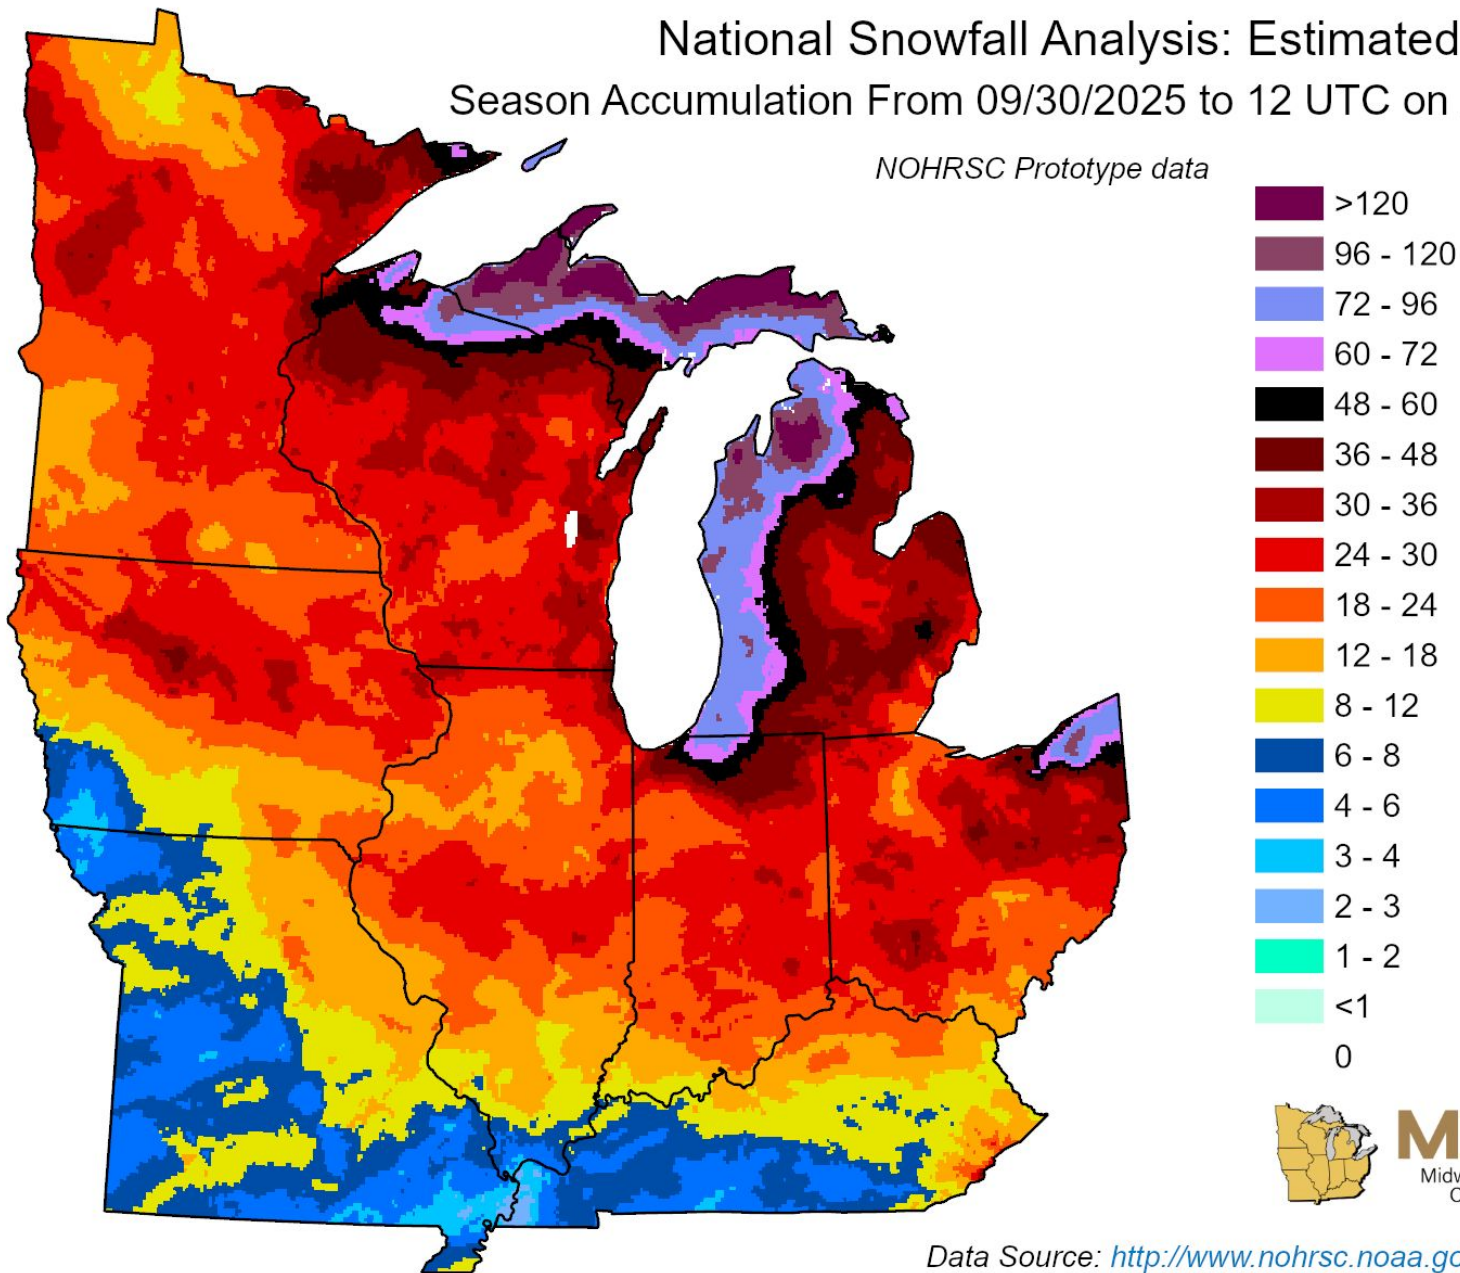 National Snowfall Analysis: Estimated
Season Accumulation From 09/30/2025 to 12 UTC on
NOHRSC Prototype data
>120
96 - 120
72 - 96
60 - 72
48 - 60
36 - 48
30 - 36
24 - 30
18 - 24
12 - 18
8 - 12
6 - 8
4 - 6
3 - 4
2 - 3
1 - 2
<1
0
M
Midw
C
Data Source: http://www.nohrsc.noaa.go